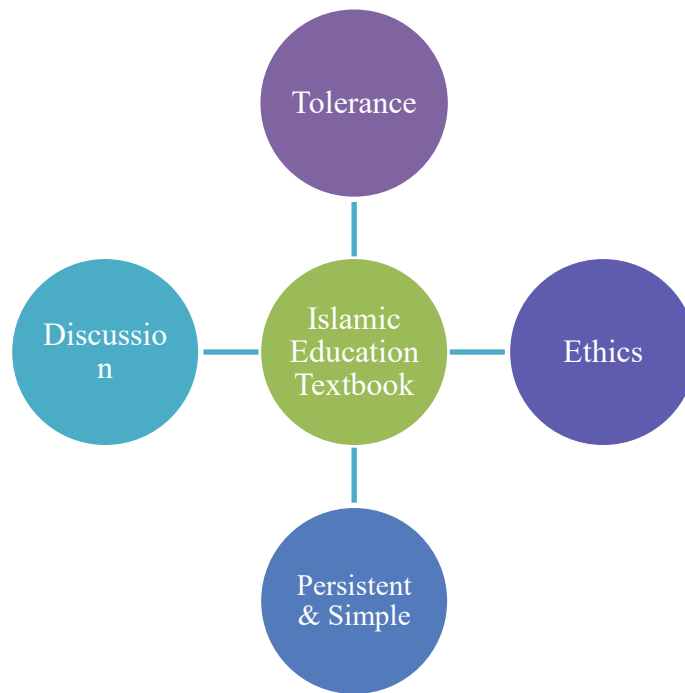 Tolerance
Discussio
n
Islamic
Education
Textbook
Ethics
Persistent
& Simple